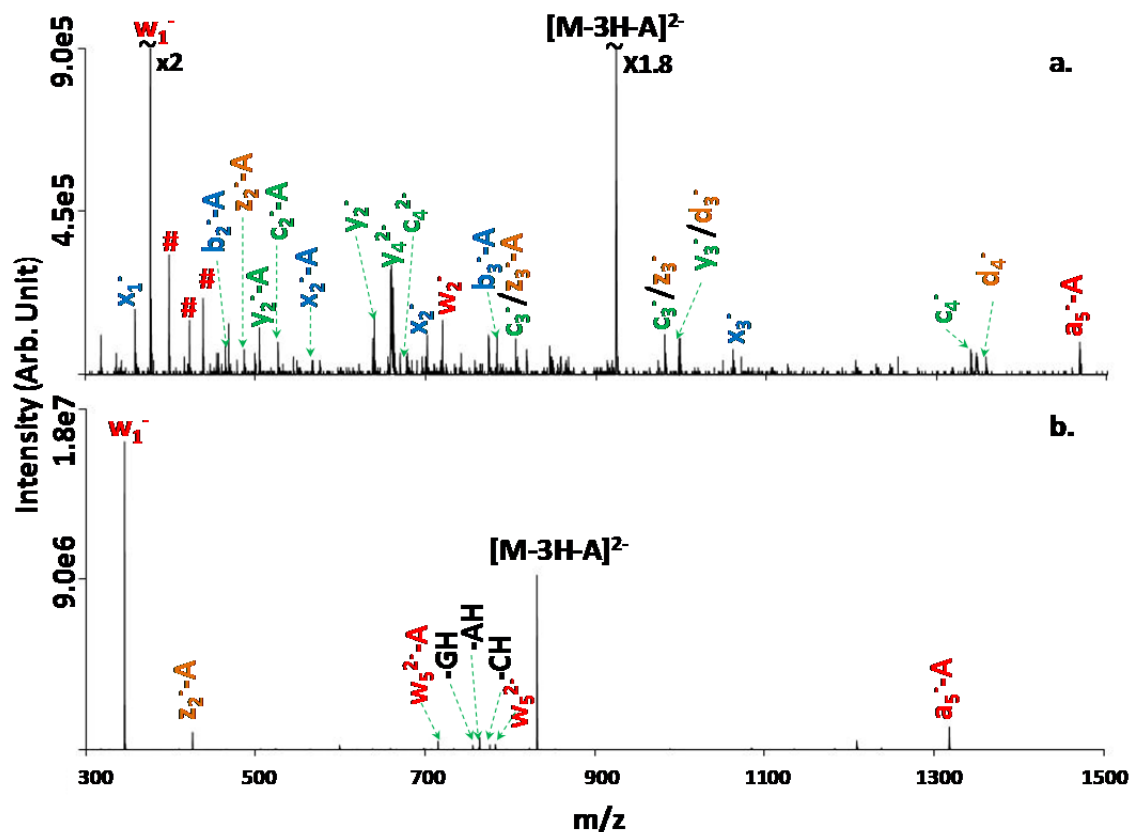 w₁⁻
~
x2
[M-3H-A]²⁻
~
X1.8
a.
9.0e5
4.5e5
x₁⁻
#
#
#
b₂⁻-A
z₂⁻-A
y₂⁻-A
c₂⁻-A
x₂⁻-A
y₂⁻
y₄²⁻
c₄²⁻
x₂⁻
w₂⁻
b₃⁻-A
c₃⁻/z₃⁻-A
c₃⁻/z₃⁻
y₃⁻/d₃⁻
x₃⁻
c₄⁻
d₄⁻
a₅⁻-A
Intensity (Arb. Unit)
w₁⁻
b.
1.8e7
9.0e6
z₂⁻-A
w₅²⁻-A
-GH
-AH
-CH
w₅²⁻
[M-3H-A]²⁻
a₅⁻-A
300 500 700 900 1100 1300 1500
m/z